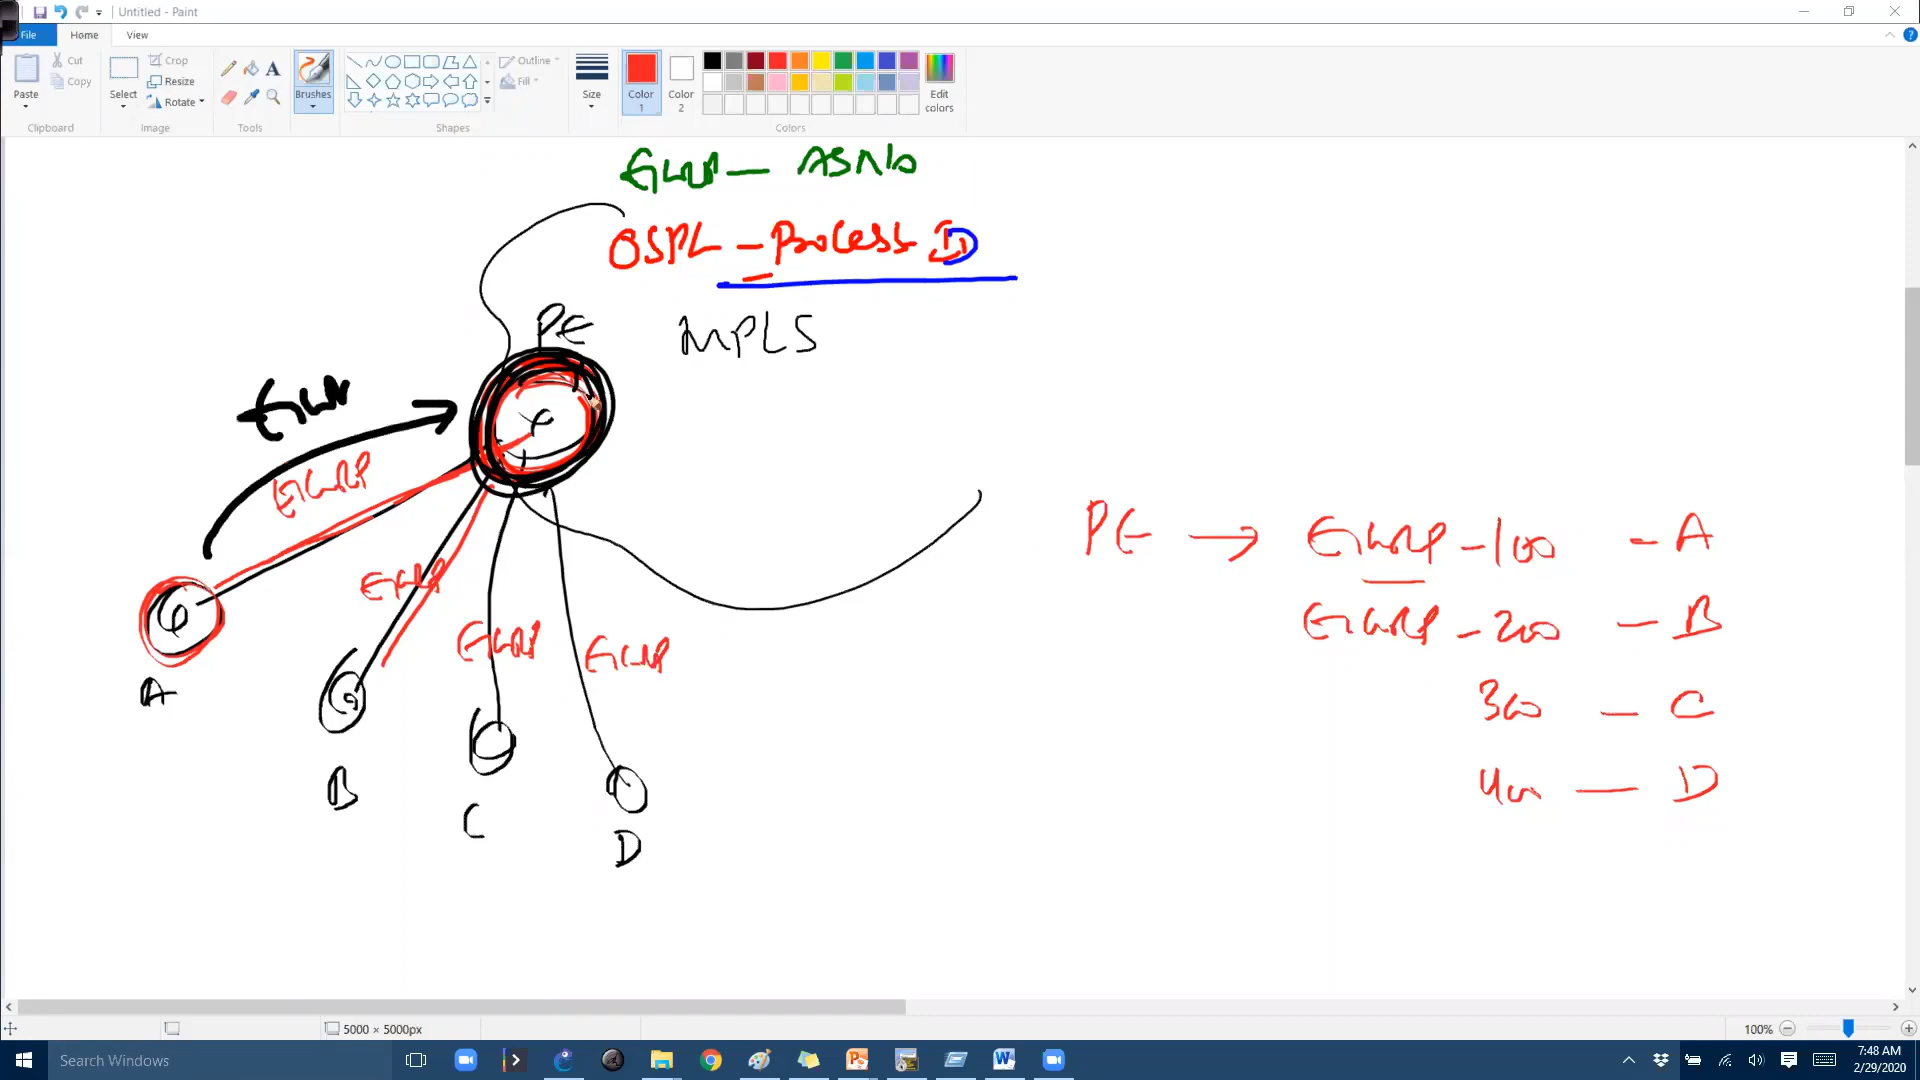 Untitled - Paint
File Home View
Cut
Copy
Paste
Clipboard
Select
Crop
Resize
Rotate
Image
Tools
Brushes
Shapes
Outline
Fill
Size
Color 1
Color 2
Edit colors
Colors
EIGRP — ASNo
OSPF - Process ID
MPLS
PE
EIGRP
EIGRP
EIGRP
EIGRP
A
B
C
D
PE → EIGRP - 100 - A
EIGRP - 200 - B
300 - C
400 - D
5000 × 5000px
100%
Search Windows
7:48 AM
2/29/2020